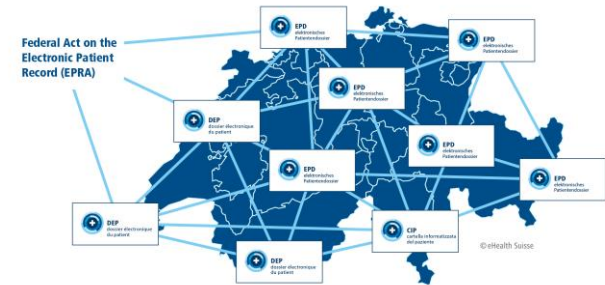 Federal Act on the
Electronic Patient
Record (EPRA)
EPD
elektronisches
Patientendossier
EPD
elektronisches
Patientendossier
EPD
elektronisches
Patientendossier
DEP
dossier électronique
du patient
EPD
elektronisches
Patientendossier
EPD
elektronisches
Patientendossier
EPD
elektronisches
Patientendossier
DEP
dossier électronique
du patient
CIP
cartella informatizzata
del paziente
DEP
dossier électronique
du patient
© eHealth Suisse